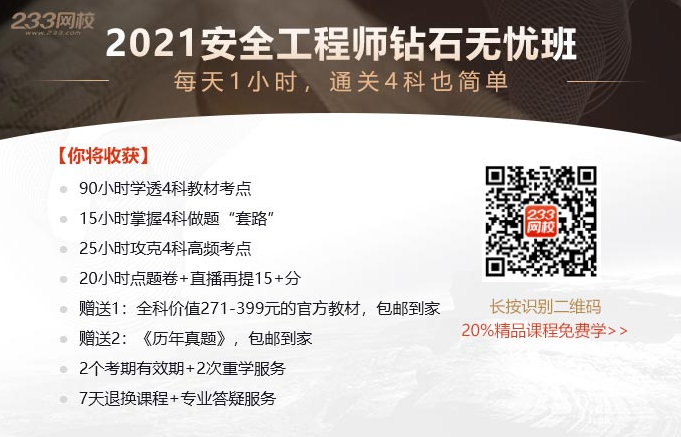 233网校
www.233.com
2021安全工程师钻石无忧班
每天1小时，通关4科也简单
【你将收获】
90小时学透4科教材考点
15小时掌握4科做题“套路”
25小时攻克4科高频考点
20小时点题卷+直播再提15+分
赠送1：全科价值271-399元的官方教材，包邮到家
赠送2：《历年真题》，包邮到家
2个考期有效期+2次重学服务
7天退换课程+专业答疑服务
233
网校
长按识别二维码
20%精品课程免费学>>